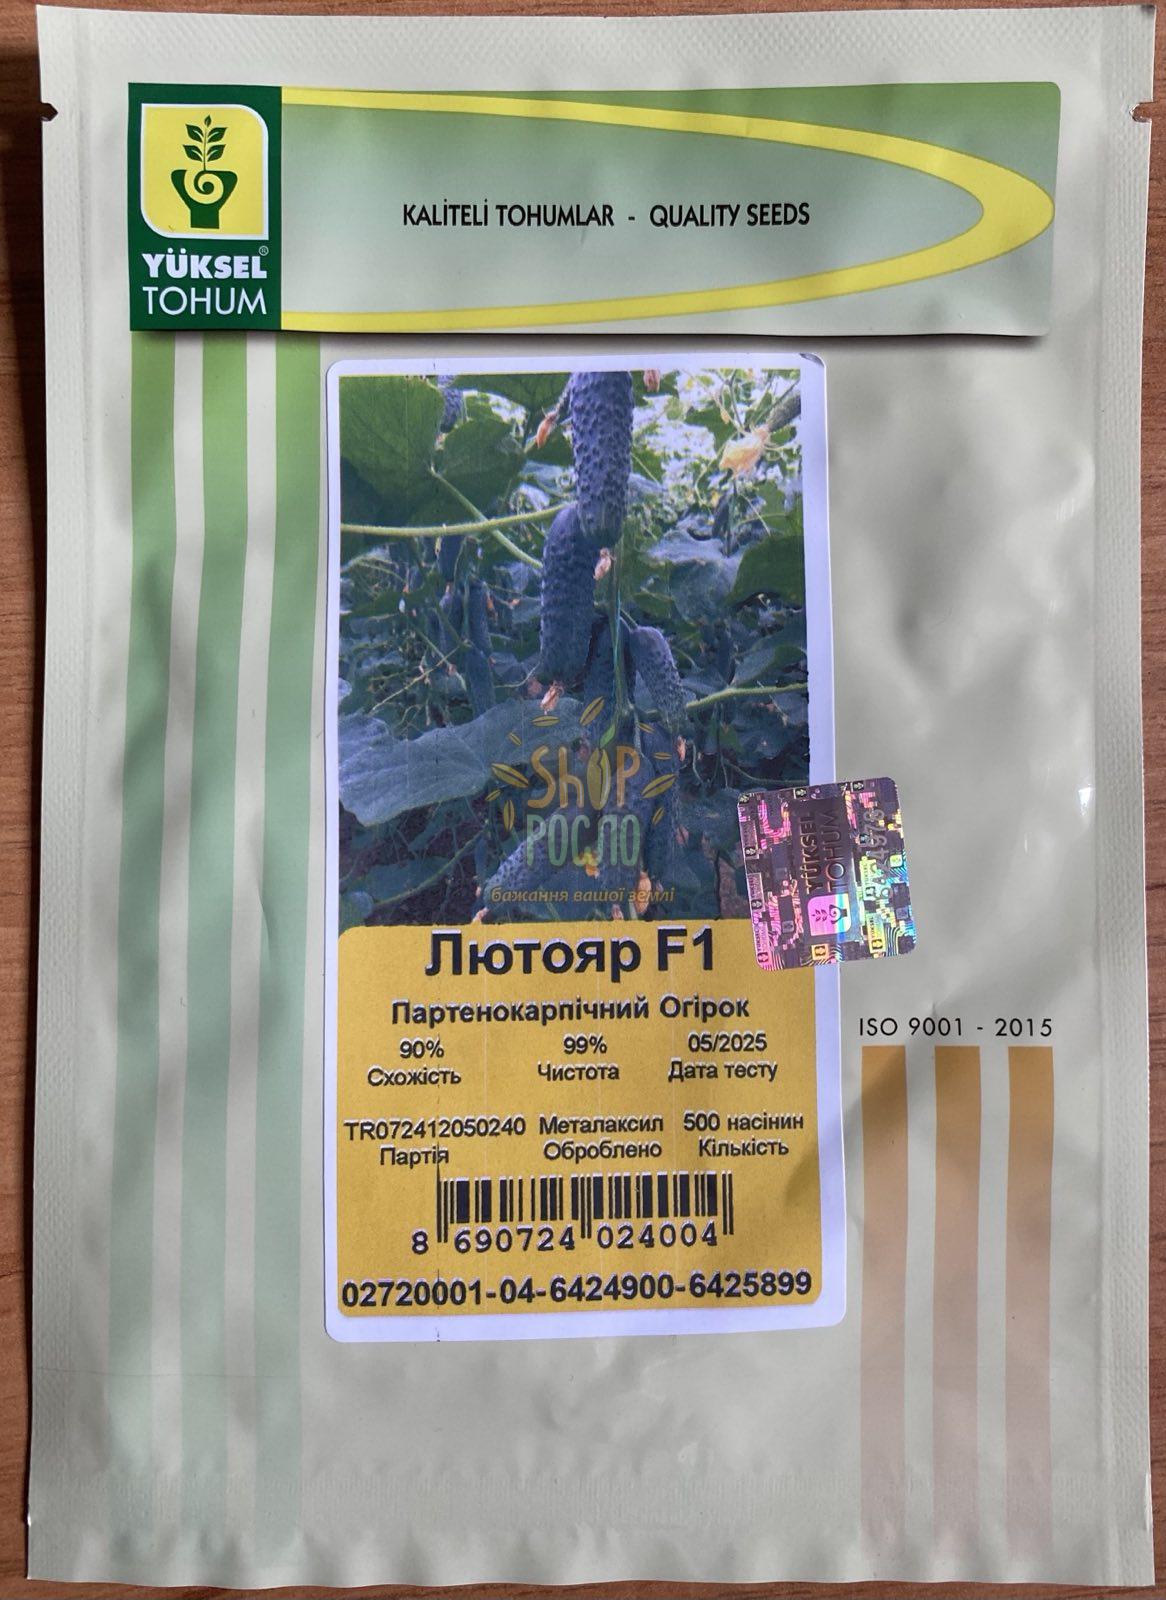 KALİTELİ TOHUMLAR - QUALITY SEEDS
YÜKSEL®
TOHUM
SHOP
РОСЛО
бажання вашої землі
YÜKSEL
TOHUM
Лютояр F1
Партенокарпічний Огірок
90% 99% 05/2025
Схожість Чистота Дата тесту
ISO 9001 - 2015
TR072412050240 Металаксил 500 насінин
Партія Оброблено Кількість
8 690724 024004
02720001-04-6424900-6425899